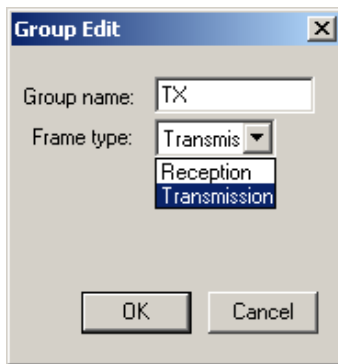 Group Edit
Group name: TX
Frame type: Transmis
Reception
Transmission
OK Cancel